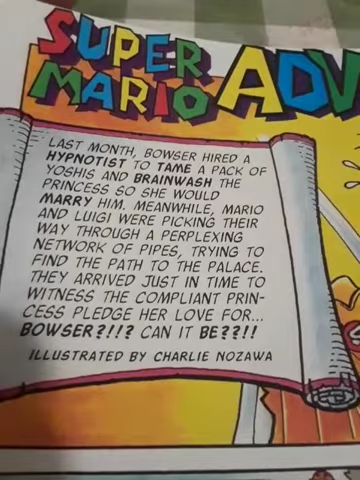 SUPER
MARIO ADV
LAST MONTH, BOWSER HIRED A
HYPNOTIST TO TAME A PACK OF
YOSHIS AND BRAINWASH THE
PRINCESS SO SHE WOULD
MARRY HIM. MEANWHILE, MARIO
AND LUIGI WERE PICKING THEIR
WAY THROUGH A PERPLEXING
NETWORK OF PIPES, TRYING TO
FIND THE PATH TO THE PALACE.
THEY ARRIVED JUST IN TIME TO
WITNESS THE COMPLIANT PRIN-
CESS PLEDGE HER LOVE FOR...
BOWSER?!!? CAN IT BE??!!
ILLUSTRATED BY CHARLIE NOZAWA